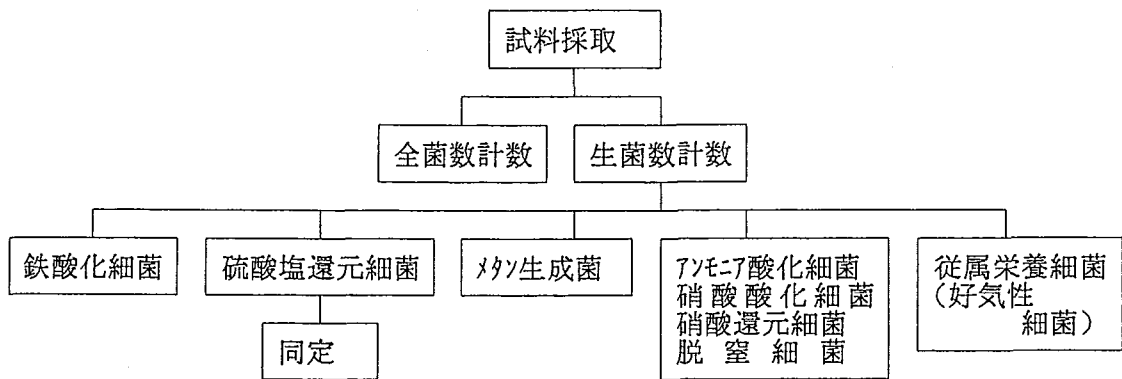 試料採取
全菌数計数
生菌数計数
鉄酸化細菌
硫酸塩還元細菌
メタン生成菌
アンモニア酸化細菌
硝酸酸化細菌
硝酸還元細菌
脱窒細菌
従属栄養細菌
(好気性
細菌)
同定